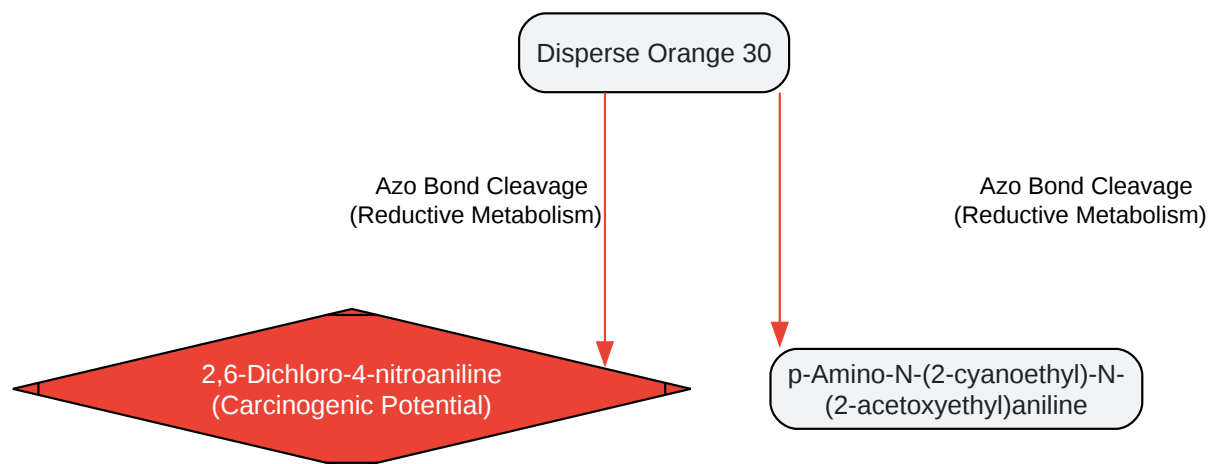 Disperse Orange 30
Azo Bond Cleavage
(Reductive Metabolism)
Azo Bond Cleavage
(Reductive Metabolism)
2,6-Dichloro-4-nitroaniline
(Carcinogenic Potential)
p-Amino-N-(2-cyanoethyl)-N-
(2-acetoxyethyl)aniline